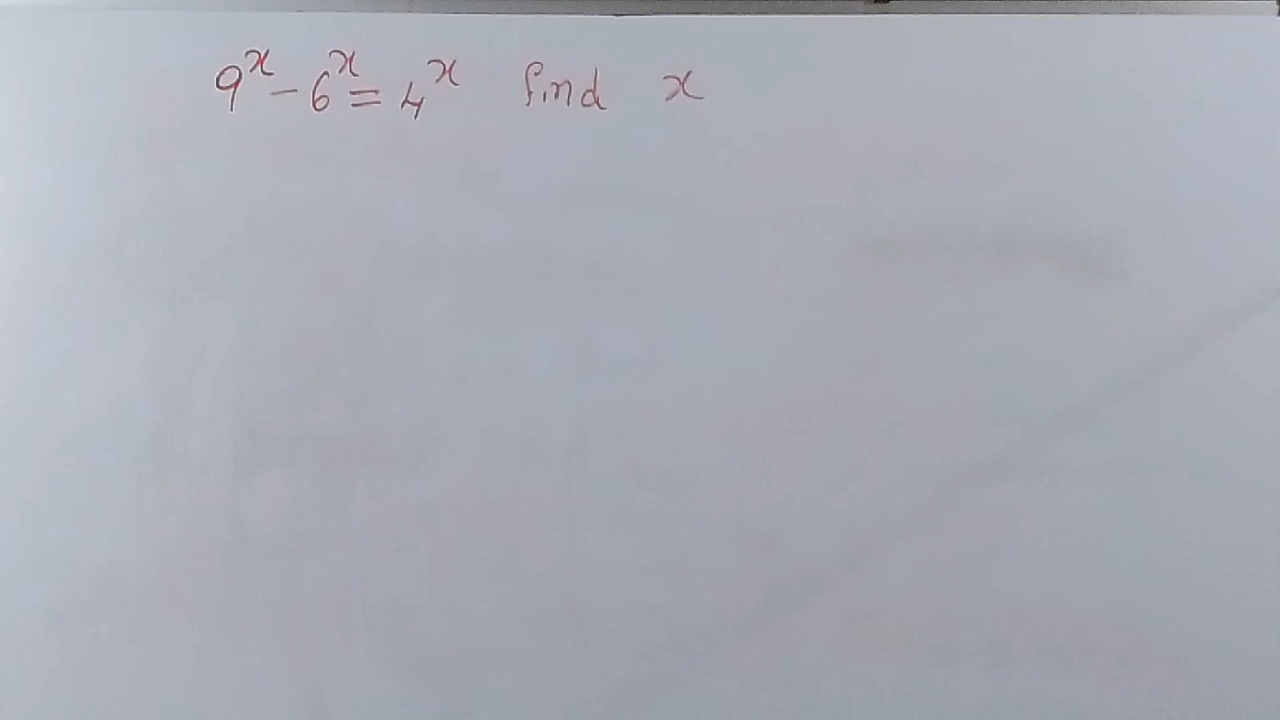 9^x - 6^x = 4^x find x